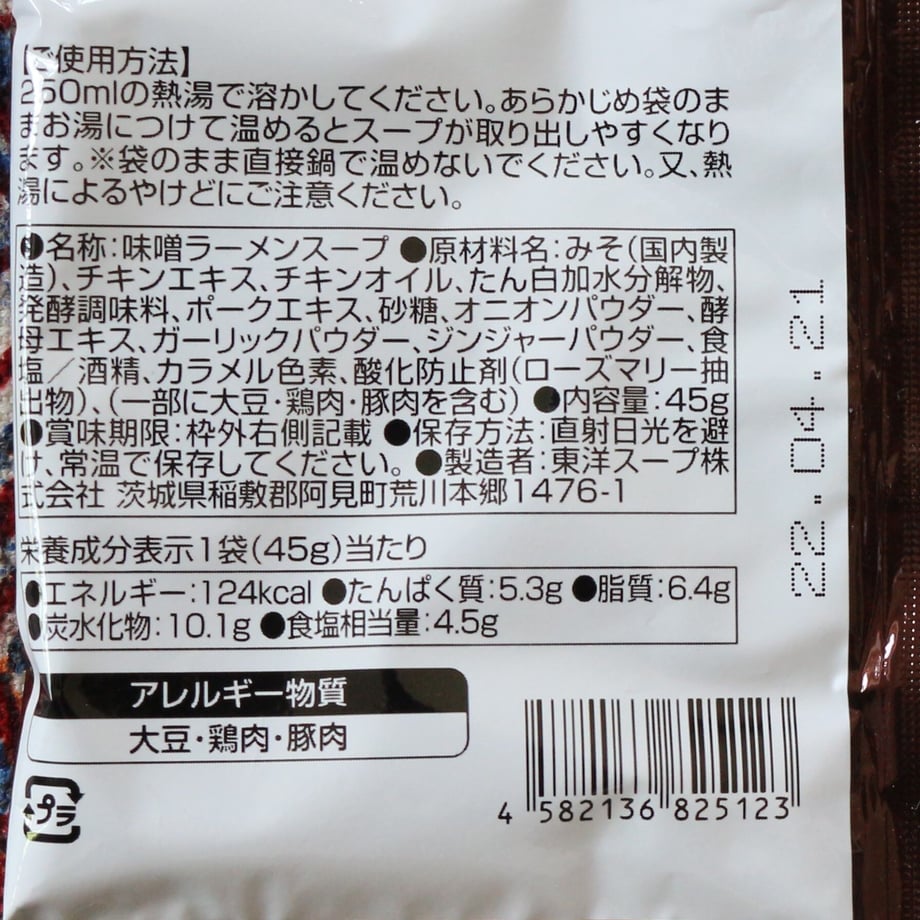 【ご使用方法】
250mlの熱湯で溶かしてください。あらかじめ袋のま
まお湯につけて温めるとスープが取り出しやすくなり
ます。※袋のまま直接鍋で温めないでください。又、熱
湯によるやけどにご注意ください。
●名称：味噌ラーメンスープ ●原材料名：みそ（国内製
造）、チキンエキス、チキンオイル、たん白加水分解物、
発酵調味料、ポークエキス、砂糖、オニオンパウダー、酵
母エキス、ガーリックパウダー、ジンジャーパウダー、食
塩／酒精、カラメル色素、酸化防止剤（ローズマリー抽
出物）、（一部に大豆・鶏肉・豚肉を含む） ●内容量：45g
●賞味期限：枠外右側記載 ●保存方法：直射日光を避
け、常温で保存してください。 ●製造者：東洋スープ株
式会社 茨城県稲敷郡阿見町荒川本郷1476-1
栄養成分表示1袋（45g）当たり
●エネルギー：124kcal ●たんぱく質：5.3g ●脂質：6.4g
●炭水化物：10.1g ●食塩相当量：4.5g
アレルギー物質
大豆・鶏肉・豚肉
プラ
4 582136 825123
22.04.21